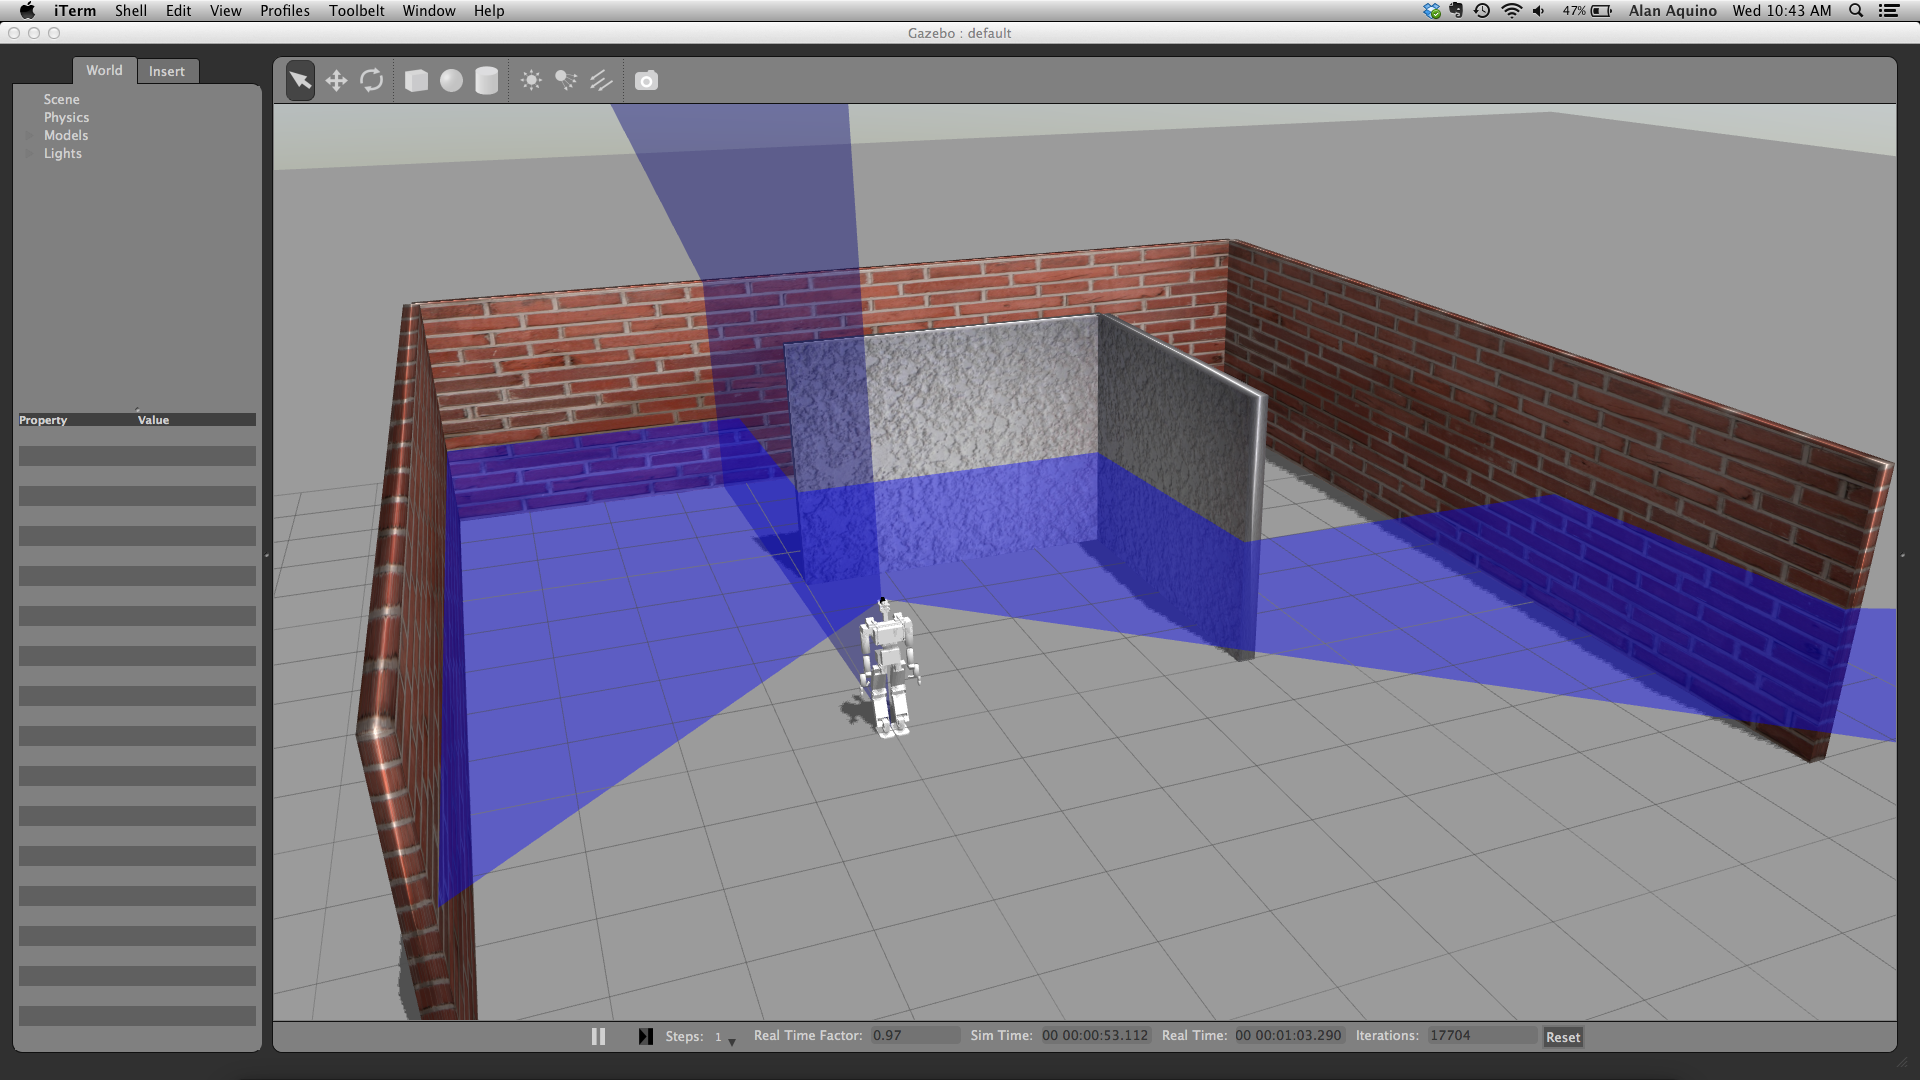 iTerm Shell Edit View Profiles Toolbelt Window Help 47% Alan Aquino Wed 10:43 AM
Gazebo : default
World Insert
Scene
Physics
Models
Lights
Property Value
Steps: 1 Real Time Factor: 0.97 Sim Time: 00 00:00:53.112 Real Time: 00 00:01:03.290 Iterations: 17704 Reset